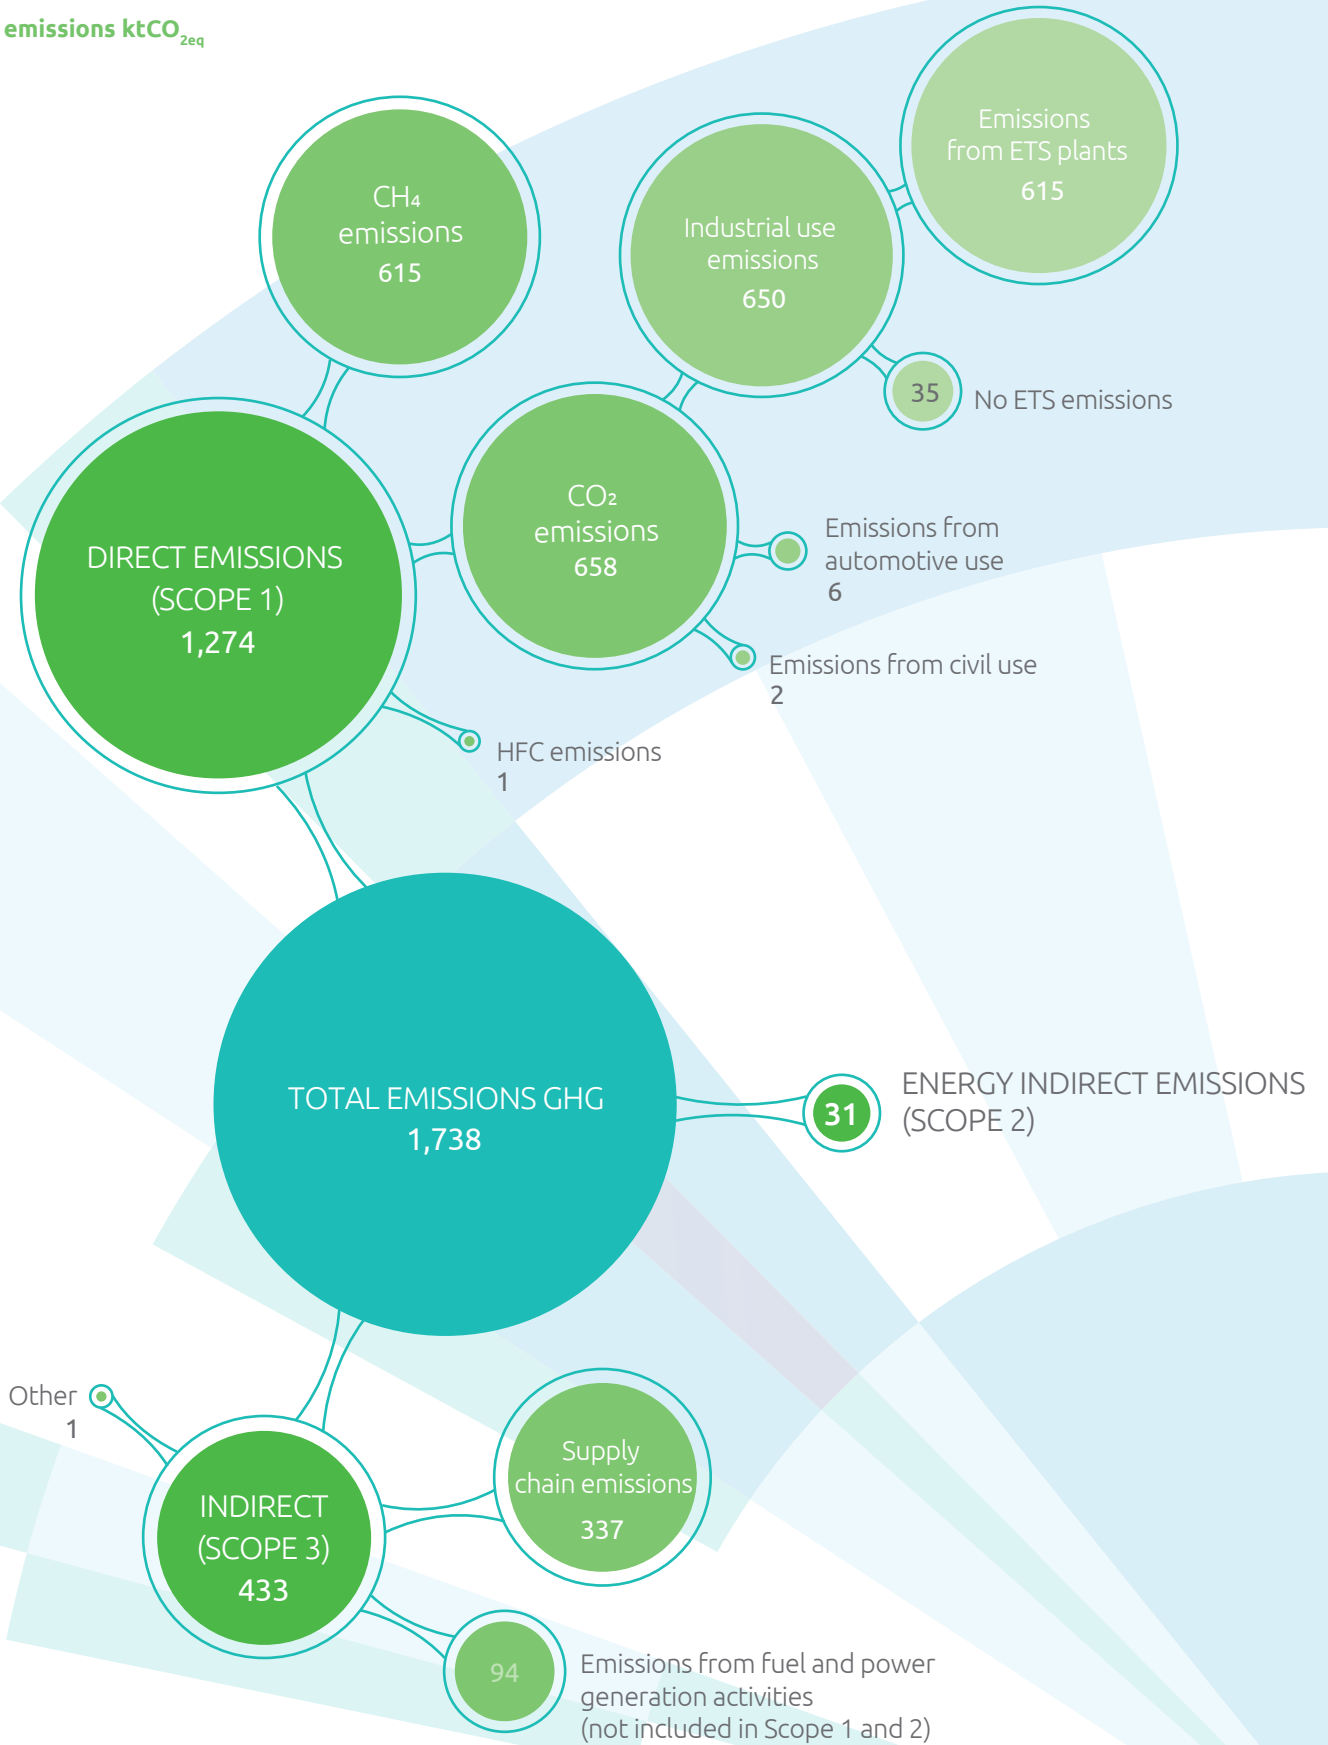 emissions ktCO2eq
Emissions
from ETS plants
615
CH₄
emissions
615
Industrial use
emissions
650
35
No ETS emissions
CO₂
emissions
658
Emissions from
automotive use
6
DIRECT EMISSIONS
(SCOPE 1)
1,274
Emissions from civil use
2
HFC emissions
1
TOTAL EMISSIONS GHG
1,738
31
ENERGY INDIRECT EMISSIONS
(SCOPE 2)
Other
1
Supply
chain emissions
337
INDIRECT
(SCOPE 3)
433
94
Emissions from fuel and power
generation activities
(not included in Scope 1 and 2)